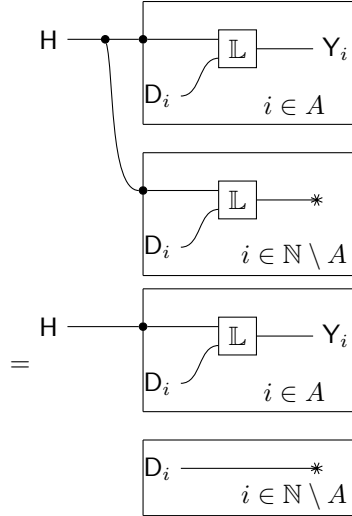 H 𝕃 Y_i
D_i
i ∈ A
𝕃 *
D_i
i ∈ ℕ \ A
H 𝕃 Y_i
=
D_i
i ∈ A
D_i *
i ∈ ℕ \ A